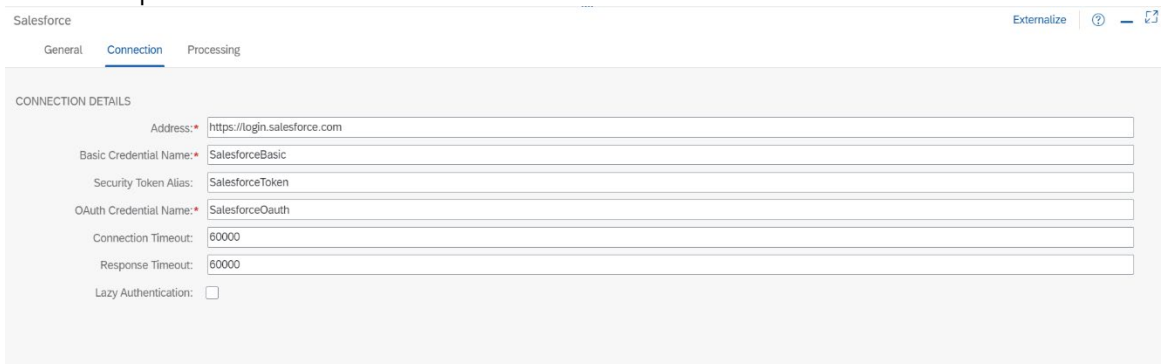 Salesforce
Externalize
General Connection Processing
CONNECTION DETAILS
Address:* https://login.salesforce.com
Basic Credential Name:* SalesforceBasic
Security Token Alias: SalesforceToken
OAuth Credential Name:* SalesforceOauth
Connection Timeout: 60000
Response Timeout: 60000
Lazy Authentication: